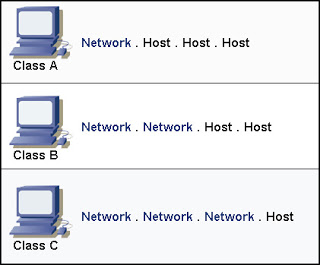 Network . Host . Host . Host
Class A
Network . Network . Host . Host
Class B
Network . Network . Network . Host
Class C